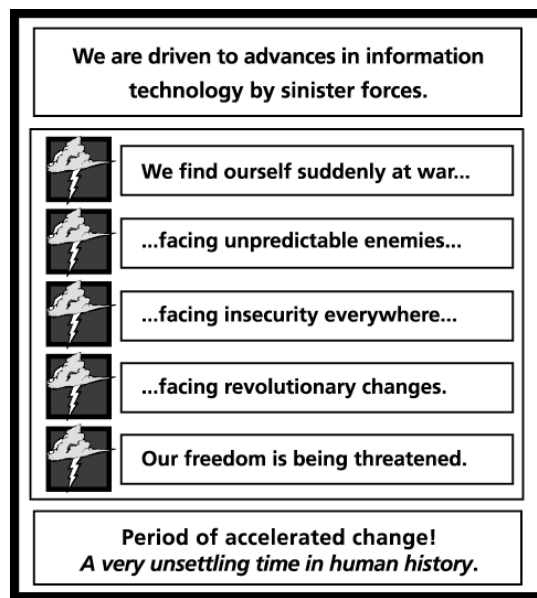 We are driven to advances in information
technology by sinister forces.
We find ourself suddenly at war...
...facing unpredictable enemies...
...facing insecurity everywhere...
...facing revolutionary changes.
Our freedom is being threatened.
Period of accelerated change!
A very unsettling time in human history.